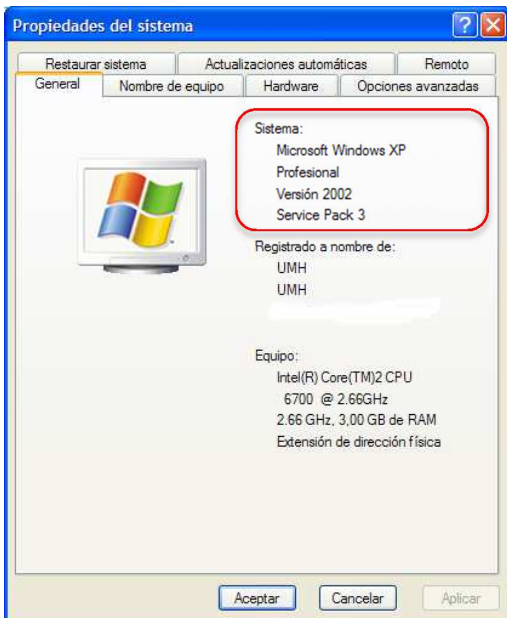 Propiedades del sistema
Restaurar sistema
Actualizaciones automáticas
Remoto
General
Nombre de equipo
Hardware
Opciones avanzadas
Sistema:
Microsoft Windows XP
Profesional
Versión 2002
Service Pack 3
Registrado a nombre de:
UMH
UMH
Equipo:
Intel(R) Core(TM)2 CPU
6700 @ 2.66GHz
2.66 GHz, 3,00 GB de RAM
Extensión de dirección física
Aceptar
Cancelar
Aplicar